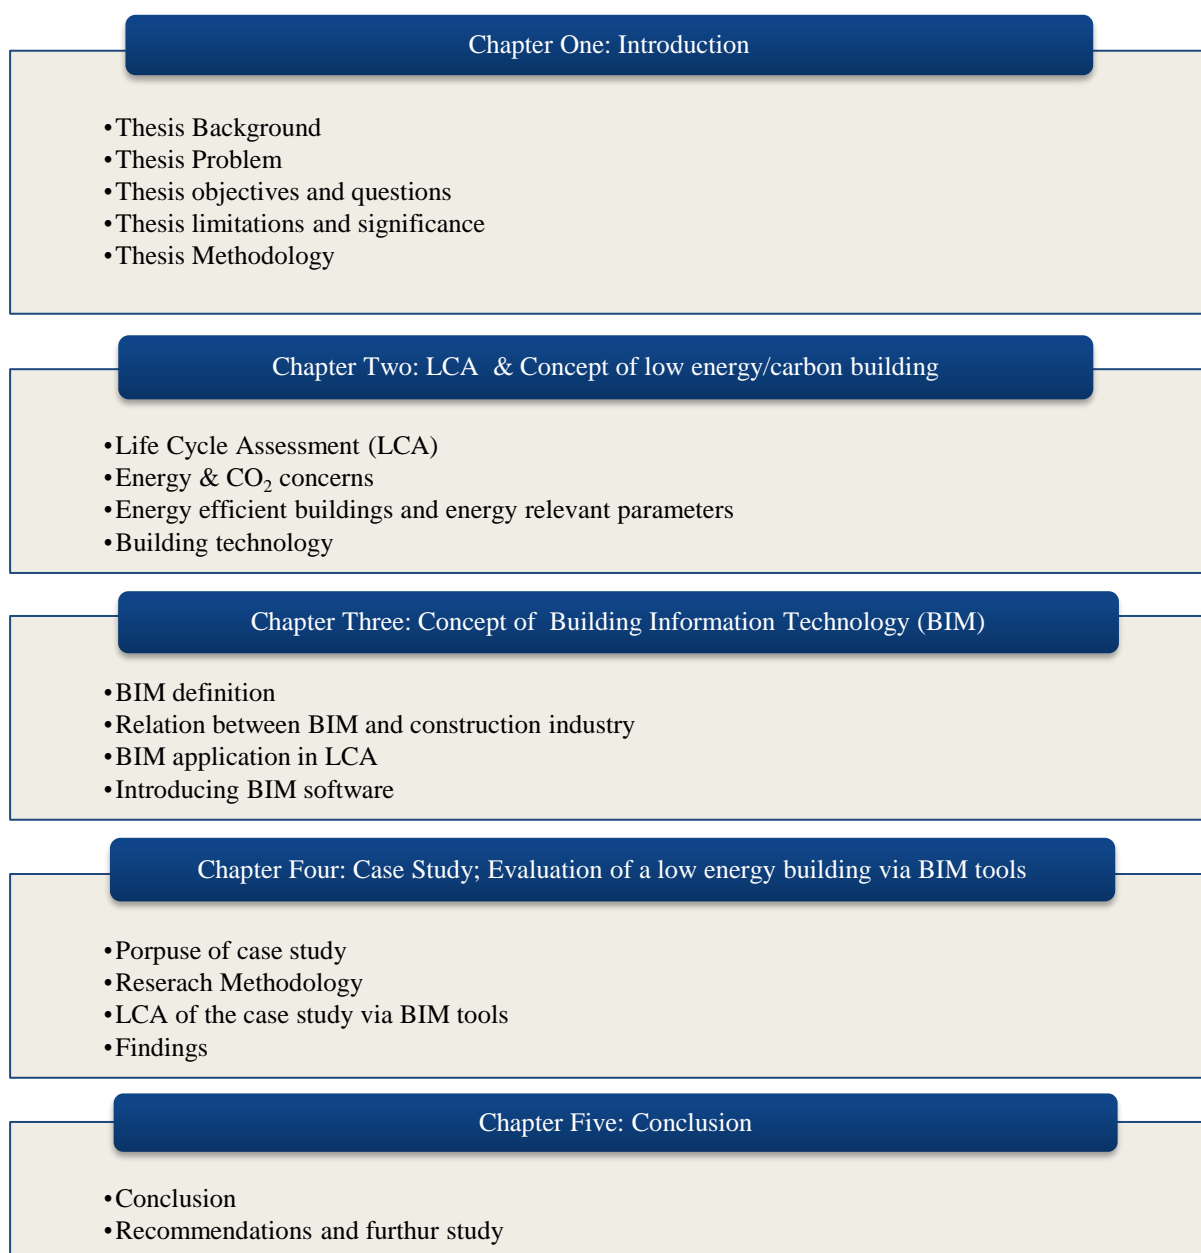 Chapter One: Introduction
•Thesis Background
•Thesis Problem
•Thesis objectives and questions
•Thesis limitations and significance
•Thesis Methodology
Chapter Two: LCA & Concept of low energy/carbon building
•Life Cycle Assessment (LCA)
•Energy & CO₂ concerns
•Energy efficient buildings and energy relevant parameters
•Building technology
Chapter Three: Concept of Building Information Technology (BIM)
•BIM definition
•Relation between BIM and construction industry
•BIM application in LCA
•Introducing BIM software
Chapter Four: Case Study; Evaluation of a low energy building via BIM tools
•Porpuse of case study
•Reserach Methodology
•LCA of the case study via BIM tools
•Findings
Chapter Five: Conclusion
•Conclusion
•Recommendations and furthur study